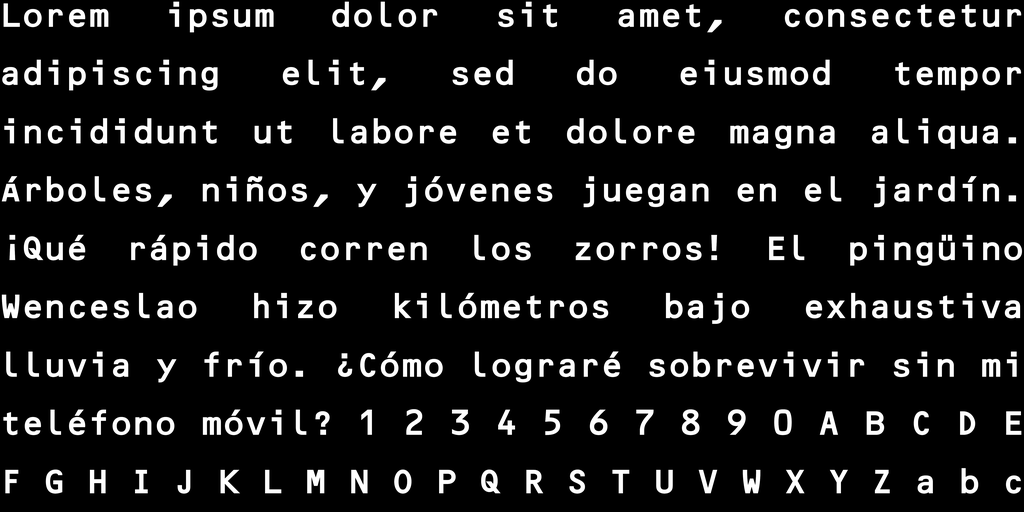 Lorem ipsum dolor sit amet, consectetur
adipiscing elit, sed do eiusmod tempor
incididunt ut labore et dolore magna aliqua.
Árboles, niños, y jóvenes juegan en el jardín.
¡Qué rápido corren los zorros! El pingüino
Wenceslao hizo kilómetros bajo exhaustiva
lluvia y frío. ¿Cómo lograré sobrevivir sin mi
teléfono móvil? 1 2 3 4 5 6 7 8 9 0 A B C D E
F G H I J K L M N O P Q R S T U V W X Y Z a b c